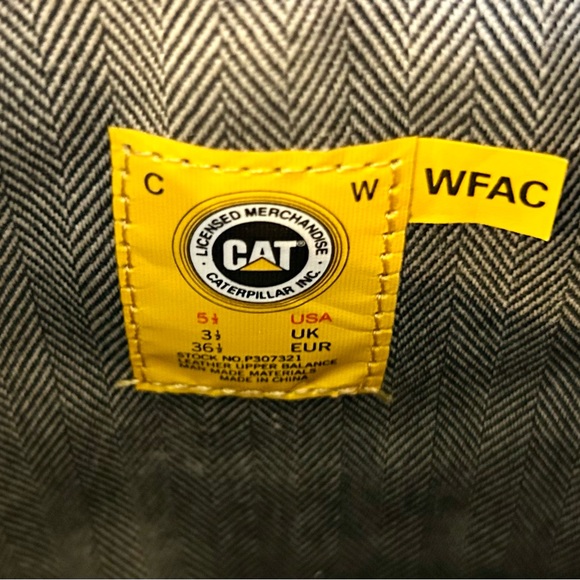 C W
WFAC
LICENSED MERCHANDISE
CAT®
CATERPILLAR INC.
5½ USA
3½ UK
36½ EUR
STOCK NO.P307321
LEATHER UPPER BALANCE
MAN MADE MATERIALS
MADE IN CHINA